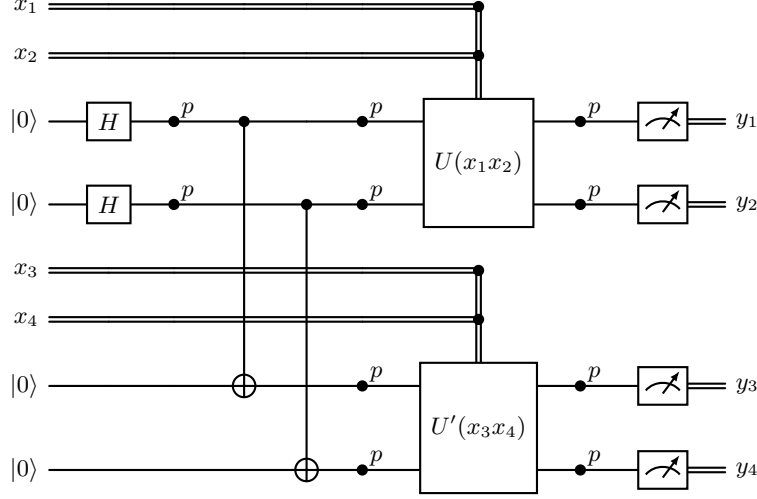 x₁
x₂
|0⟩ H p p U(x₁x₂) p y₁
|0⟩ H p p p y₂
x₃
x₄
|0⟩ p U′(x₃x₄) p y₃
|0⟩ p p y₄